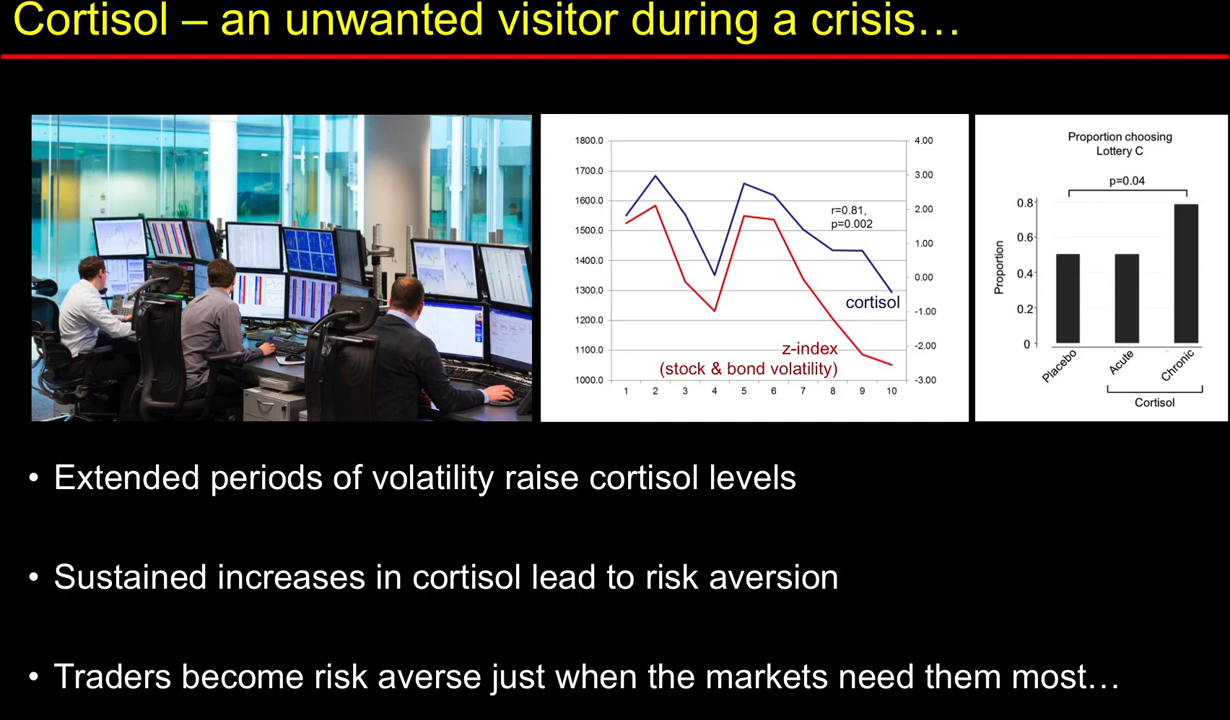 Cortisol – an unwanted visitor during a crisis…
1800.0
1700.0
1600.0
1500.0
1400.0
1300.0
1200.0
1100.0
1000.0
4.00
3.00
2.00
1.00
0.00
-1.00
-2.00
-3.00
r=0.81,
p=0.002
cortisol
z-index
(stock & bond volatility)
1 2 3 4 5 6 7 8 9 10
Proportion choosing
Lottery C
p=0.04
Proportion
0.8
0.6
0.4
0.2
0
Placebo
Acute
Chronic
Cortisol
• Extended periods of volatility raise cortisol levels
• Sustained increases in cortisol lead to risk aversion
• Traders become risk averse just when the markets need them most…